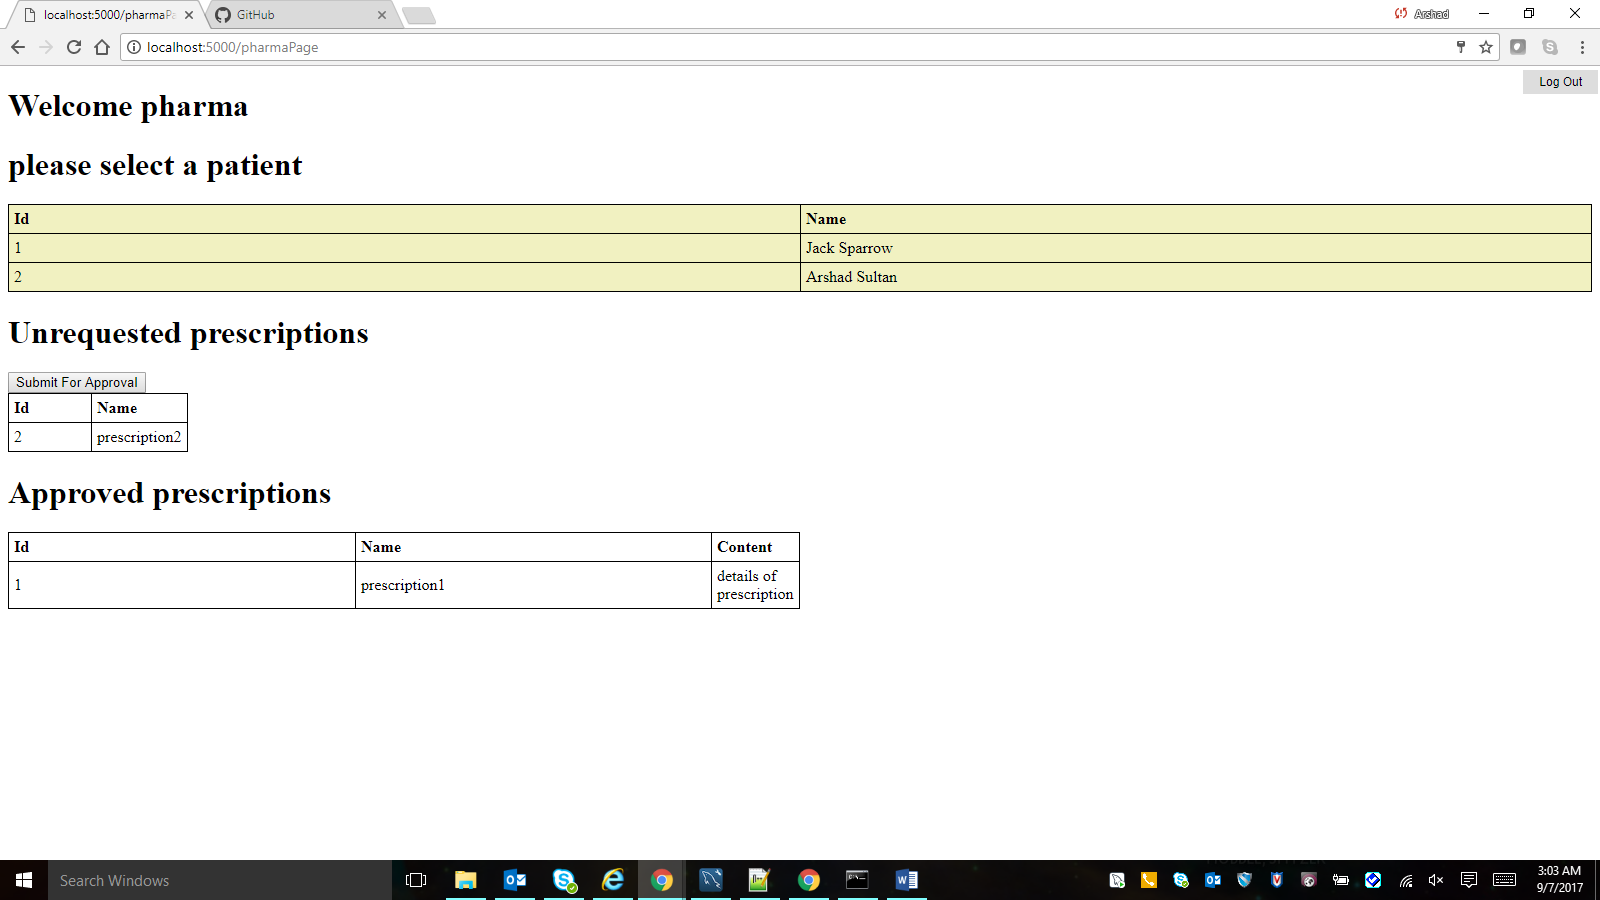 localhost:5000/pharmaPa
GitHub
Arshad
localhost:5000/pharmaPage
Log Out
Welcome pharma
please select a patient
Id Name
1 Jack Sparrow
2 Arshad Sultan
Unrequested prescriptions
Submit For Approval
Id Name
2 prescription2
Approved prescriptions
Id Name Content
1 prescription1 details of
prescription
Search Windows
3:03 AM
9/7/2017